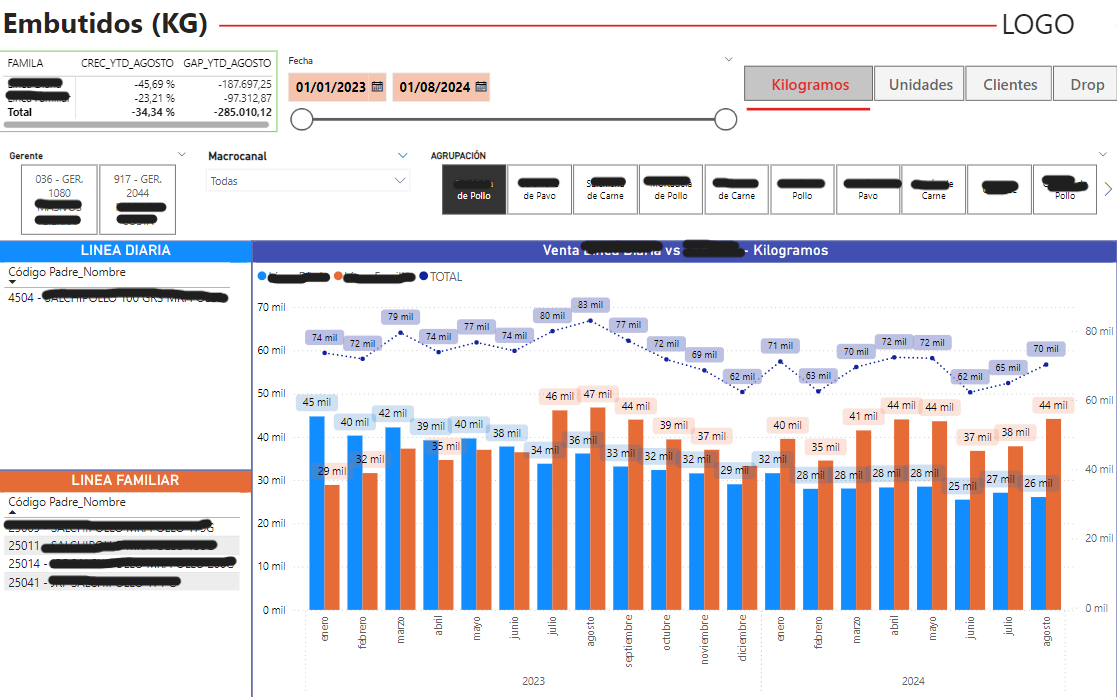 Embutidos (KG)
LOGO
FAMILA CREC_YTD_AGOSTO GAP_YTD_AGOSTO
-45,69 % -187.697,25
-23,21 % -97.312,87
Total -34,34 % -285.010,12
Fecha
01/01/2023 01/08/2024
Kilogramos Unidades Clientes Drop
Gerente
036 - GER.
1080
917 - GER.
2044
Macrocanal
Todas
AGRUPACIÓN
de Pollo
de Pavo
de Carne
de Pollo
de Carne
Pollo
Pavo
Carne
Pollo
LINEA DIARIA
Código Padre_Nombre
4504 -
LINEA FAMILIAR
Código Padre_Nombre
25011
25014 -
25041 -
Venta vs - Kilogramos
TOTAL
70 mil
60 mil
50 mil
40 mil
30 mil
20 mil
10 mil
0 mil
80 mil
60 mil
40 mil
20 mil
0 mil
74 mil 72 mil 79 mil 74 mil 77 mil 74 mil 80 mil 83 mil 77 mil 72 mil 69 mil 62 mil 71 mil 63 mil 70 mil 72 mil 72 mil 62 mil 65 mil 70 mil
45 mil 40 mil 42 mil 39 mil 40 mil 38 mil 34 mil 36 mil 33 mil 32 mil 32 mil 29 mil 32 mil 28 mil 28 mil 28 mil 28 mil 25 mil 27 mil 26 mil
29 mil 32 mil 35 mil 46 mil 47 mil 44 mil 39 mil 37 mil 40 mil 35 mil 41 mil 44 mil 44 mil 37 mil 38 mil 44 mil
enero febrero marzo abril mayo junio julio agosto septiembre octubre noviembre diciembre enero febrero marzo abril mayo junio julio agosto
2023 2024